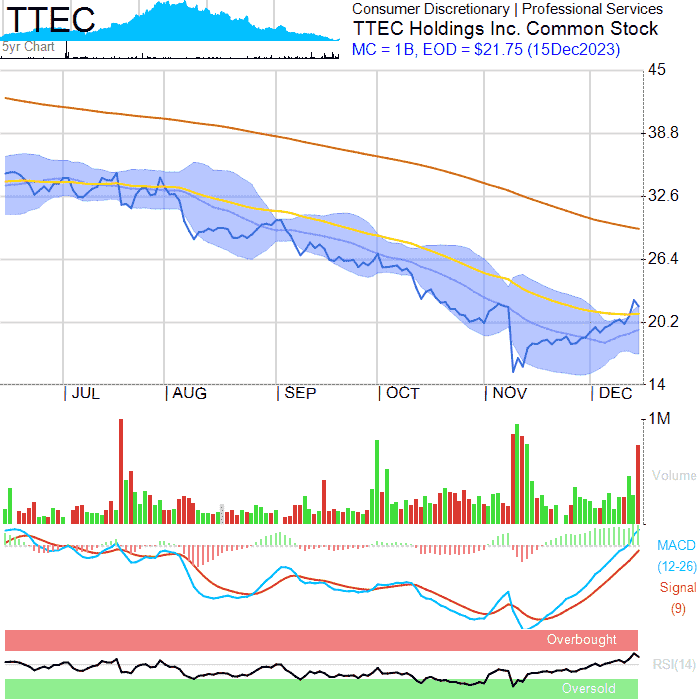 TTEC
5yr Chart
Consumer Discretionary | Professional Services
TTEC Holdings Inc. Common Stock
MC = 1B, EOD = $21.75 (15Dec2023)
45
38.8
32.6
26.4
20.2
14
| JUL | AUG | SEP | OCT | NOV | DEC
1M
Volume
MACD
(12-26)
Signal
(9)
Overbought
RSI(14)
Oversold